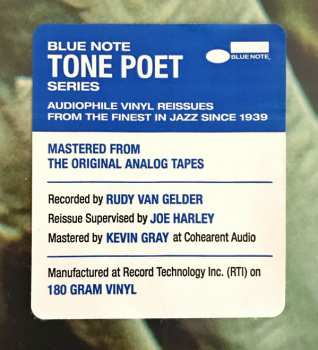 BLUE NOTE
TONE POET
SERIES
BLUE NOTE
AUDIOPHILE VINYL REISSUES
FROM THE FINEST IN JAZZ SINCE 1939
MASTERED FROM
THE ORIGINAL ANALOG TAPES
Recorded by RUDY VAN GELDER
Reissue Supervised by JOE HARLEY
Mastered by KEVIN GRAY at Cohearent Audio
Manufactured at Record Technology Inc. (RTI) on
180 GRAM VINYL